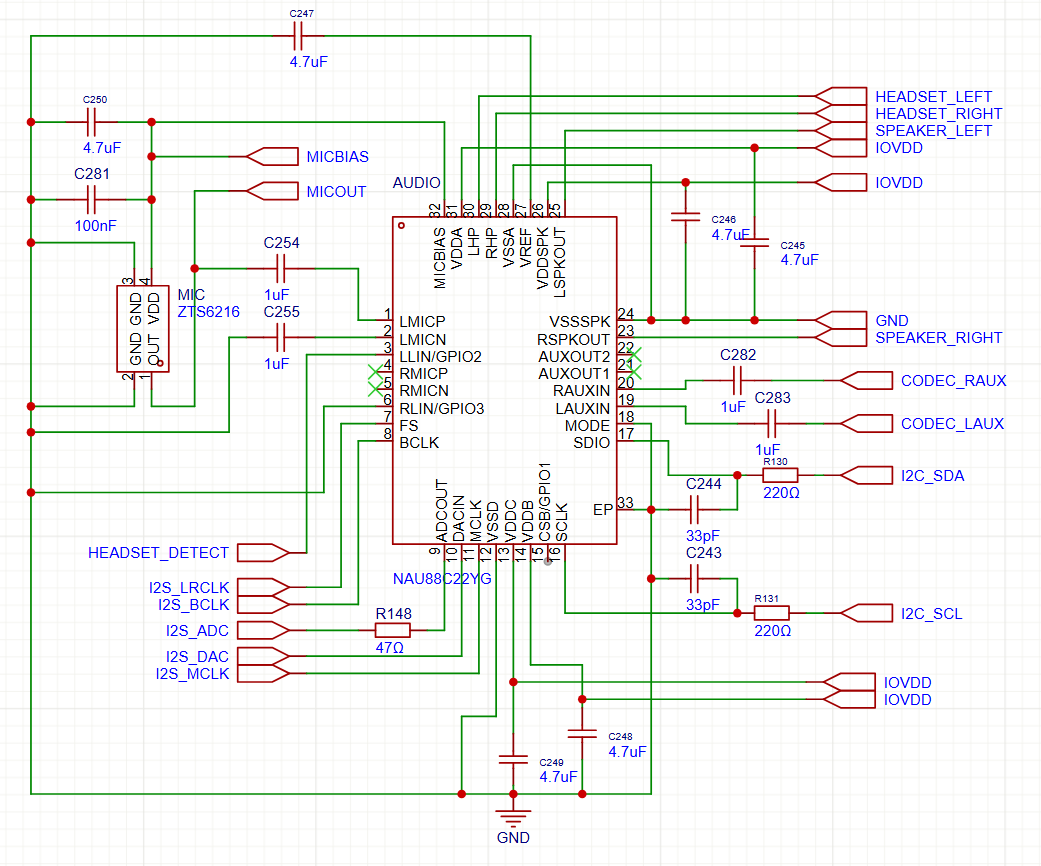 C247
4.7uF
C250
4.7uF
HEADSET_LEFT
HEADSET_RIGHT
SPEAKER_LEFT
IOVDD
MICBIAS
C281
100nF
MICOUT
AUDIO
IOVDD
32 31 30 29 28 27 26 25
MICBIAS
VDDA
LHP
RHP
VSSA
VREF
VDDSPK
LSPKOUT
C246
4.7uF
C245
4.7uF
C254
1uF
3 4
GND GND
OUT VDD
2 1
MIC
ZTS6216
C255
1uF
1 LMICP
2 LMICN
3 LLIN/GPIO2
4 RMICP
5 RMICN
6 RLIN/GPIO3
7 FS
8 BCLK
VSSSPK 24
RSPKOUT 23
AUXOUT2 22
AUXOUT1 21
RAUXIN 20
LAUXIN 19
MODE 18
SDIO 17
EP 33
GND
SPEAKER_RIGHT
C282
1uF
CODEC_RAUX
C283
1uF
CODEC_LAUX
R130
220Ω
I2C_SDA
C244
33pF
C243
33pF
ADCOUT
DACIN
MCLK
VSSD
VDDC
VDDB
CSB/GPIO1
SCLK
9 10 11 12 13 14 15 16
NAU88C22YG
HEADSET_DETECT
I2S_LRCLK
I2S_BCLK
I2S_ADC
R148
47Ω
I2S_DAC
I2S_MCLK
R131
220Ω
I2C_SCL
IOVDD
IOVDD
C248
4.7uF
C249
4.7uF
GND